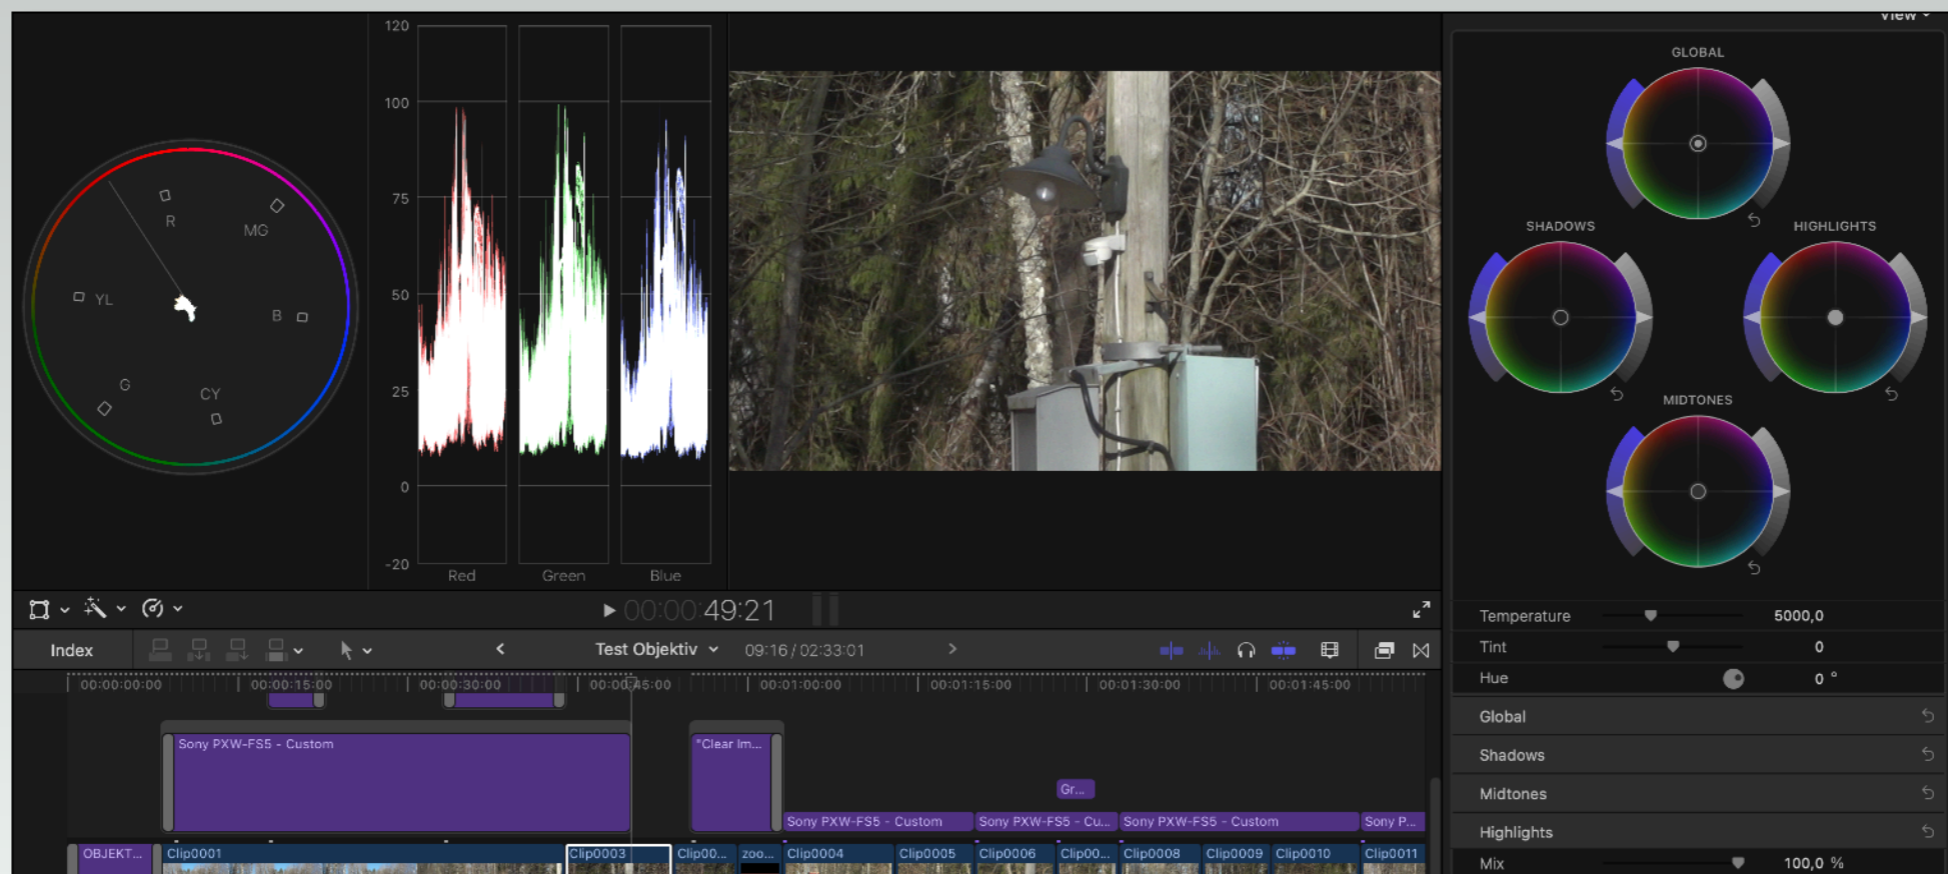 View
120
100
75
50
25
0
-20
Red
Green
Blue
R
MG
YL
B
G
CY
GLOBAL
SHADOWS
HIGHLIGHTS
MIDTONES
Temperature 5000,0
Tint 0
Hue 0 °
Global
Shadows
Midtones
Highlights
Mix 100,0 %
00:00:49:21
Index
Test Objektiv
09:16 / 02:33:01
00:00:00:00 00:00:15:00 00:00:30:00 00:00:45:00 00:01:00:00 00:01:15:00 00:01:30:00 00:01:45:00
Sony PXW-FS5 - Custom
"Clear Im...
Gr...
Sony PXW-FS5 - Custom Sony PXW-FS5 - Cu... Sony PXW-FS5 - Custom Sony P...
OBJEKT... Clip0001 Clip0003 Clip00... zoo... Clip0004 Clip0005 Clip0006 Clip00... Clip0008 Clip0009 Clip0010 Clip0011